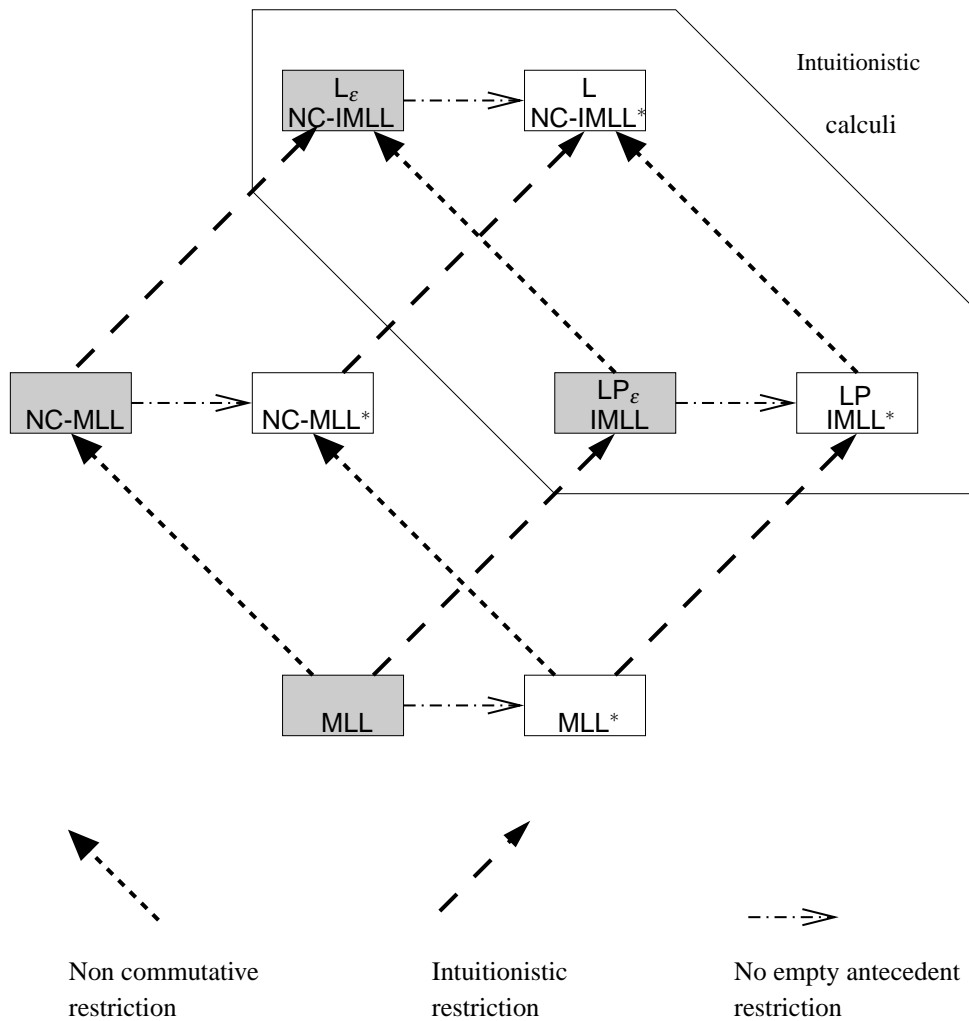 Intuitionistic
calculi
Lε
NC-IMLL
L
NC-IMLL*
NC-MLL
NC-MLL*
LPε
IMLL
LP
IMLL*
MLL
MLL*
Non commutative
restriction
Intuitionistic
restriction
No empty antecedent
restriction